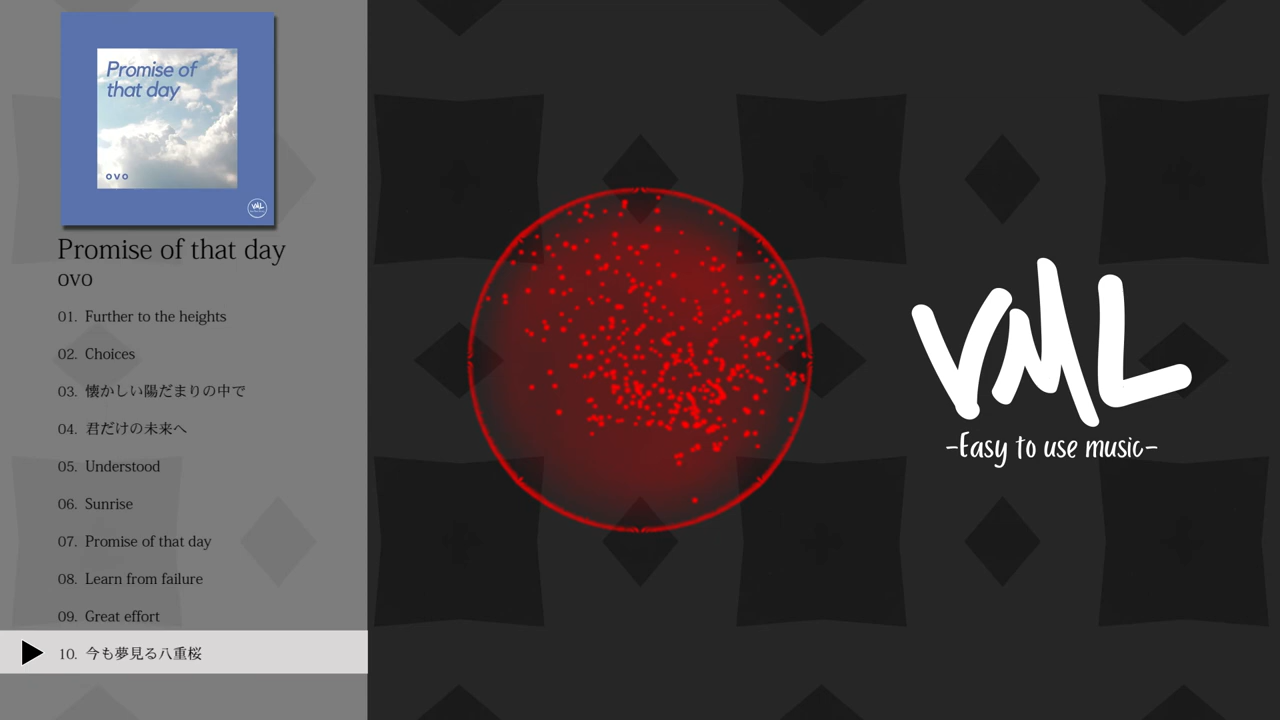 Promise of
that day
ovo
VML
Promise of that day
ovo
01. Further to the heights
02. Choices
03. 懐かしい陽だまりの中で
04. 君だけの未来へ
05. Understood
06. Sunrise
07. Promise of that day
08. Learn from failure
09. Great effort
10. 今も夢見る八重桜
VML
-Easy to use music-